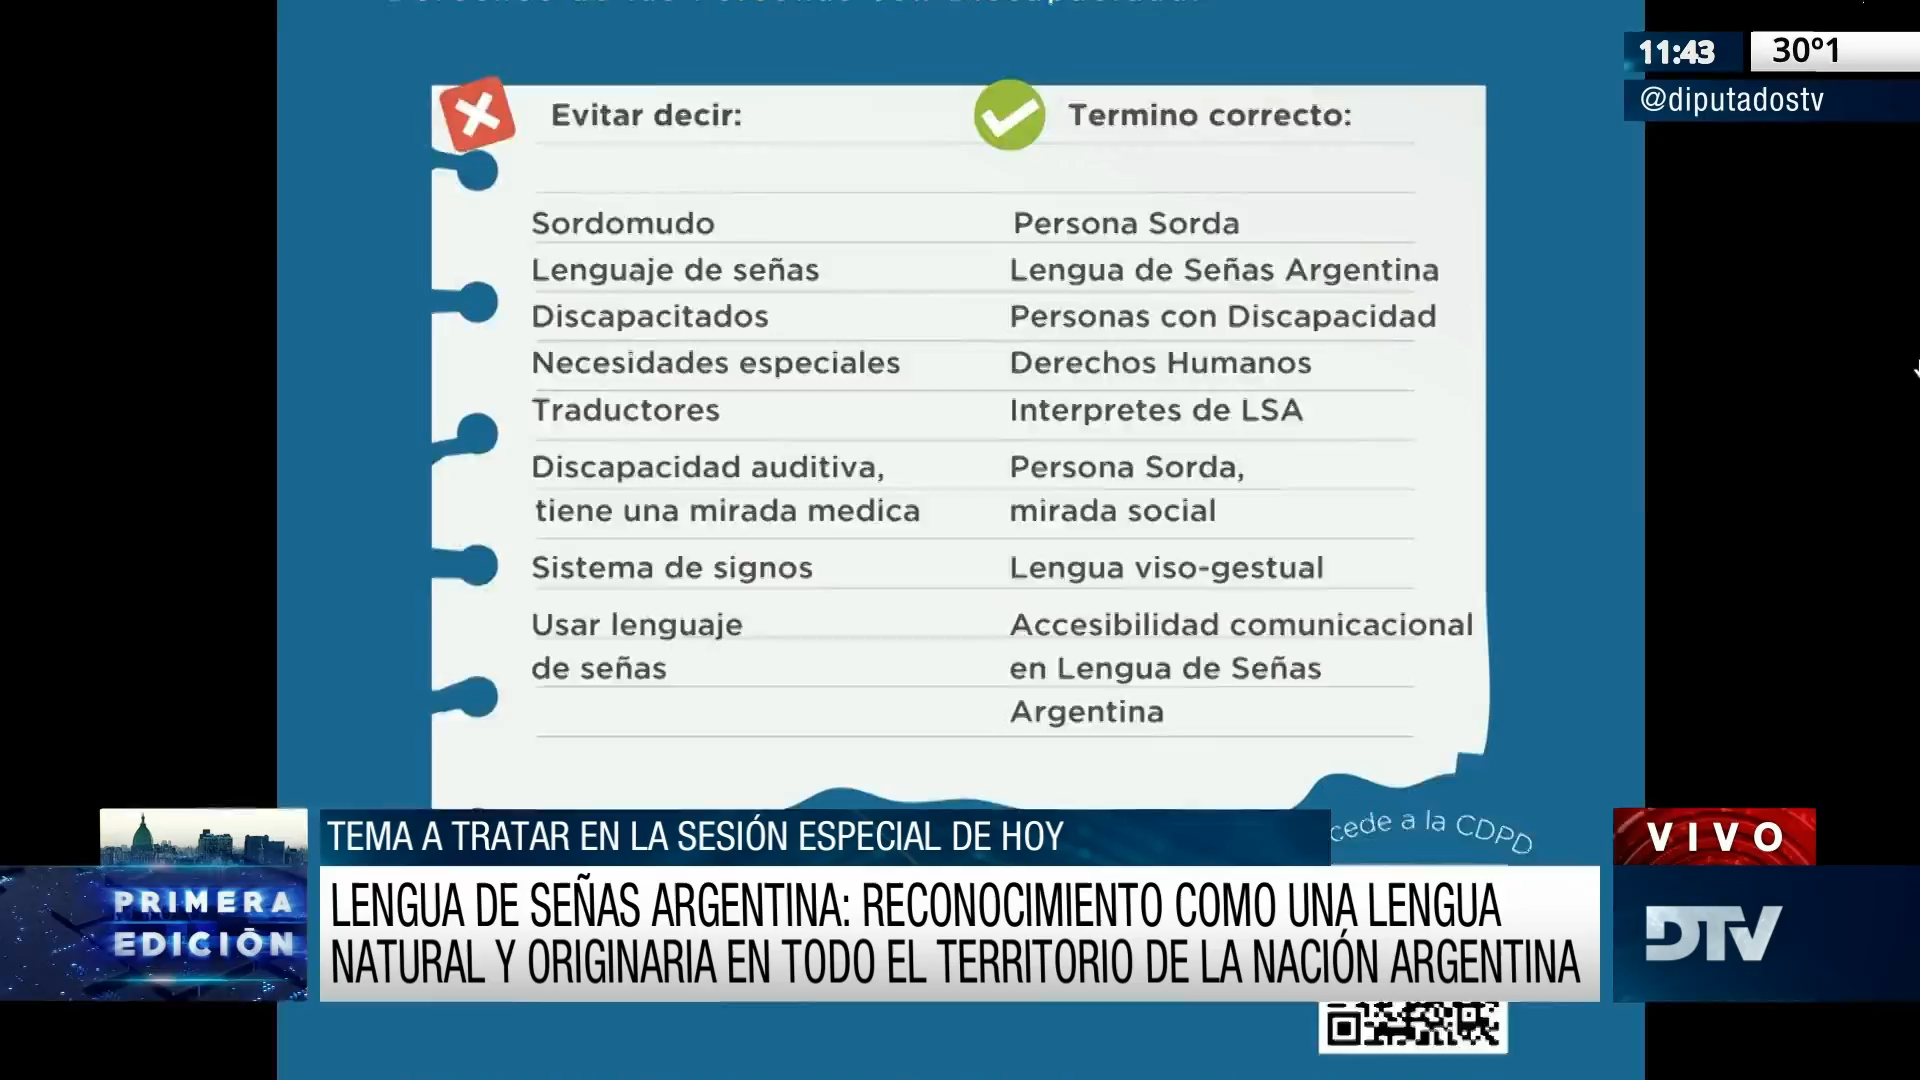 11:43 30º1
@diputadostv
Evitar decir: Termino correcto:
Sordomudo Persona Sorda
Lenguaje de señas Lengua de Señas Argentina
Discapacitados Personas con Discapacidad
Necesidades especiales Derechos Humanos
Traductores Interpretes de LSA
Discapacidad auditiva, Persona Sorda,
tiene una mirada medica mirada social
Sistema de signos Lengua viso-gestual
Usar lenguaje Accesibilidad comunicacional
de señas en Lengua de Señas
Argentina
cede a la CDPD
TEMA A TRATAR EN LA SESIÓN ESPECIAL DE HOY
VIVO
PRIMERA
EDICIÓN
LENGUA DE SEÑAS ARGENTINA: RECONOCIMIENTO COMO UNA LENGUA
NATURAL Y ORIGINARIA EN TODO EL TERRITORIO DE LA NACIÓN ARGENTINA
DTV